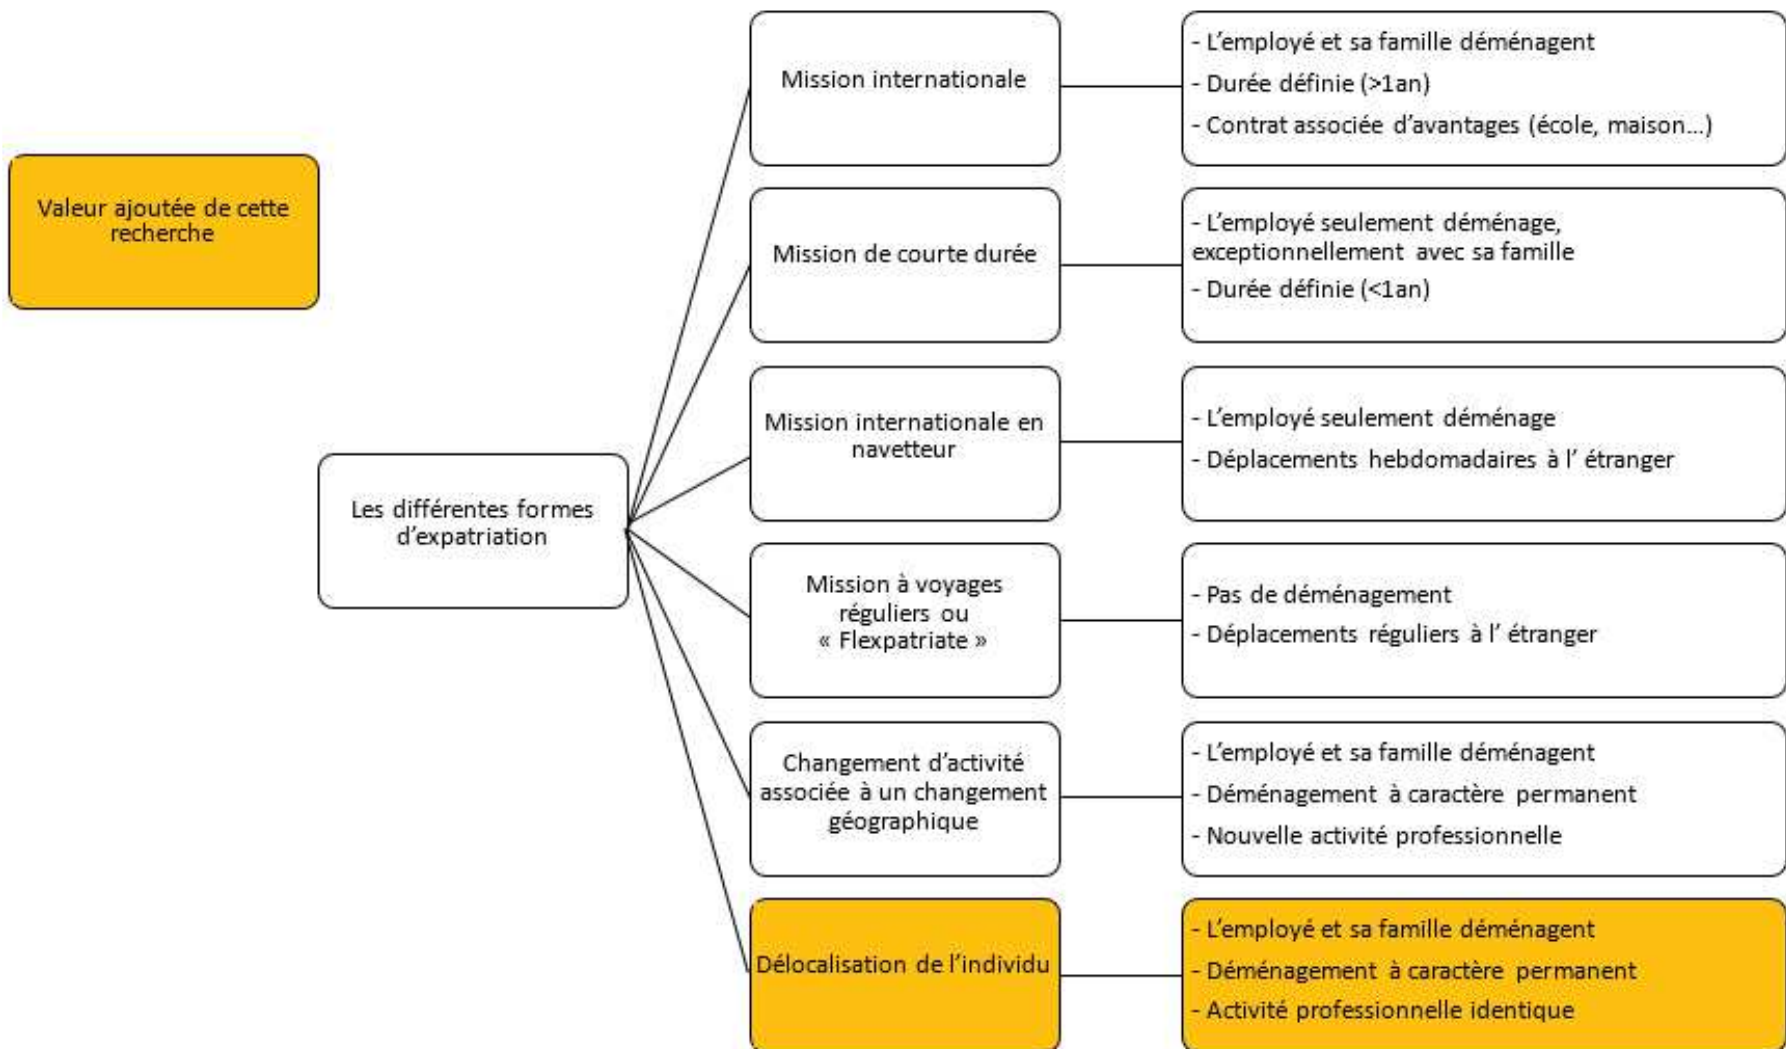 Valeur ajoutée de cette
recherche
Les différentes formes
d’expatriation
Mission internationale
- L’employé et sa famille déménagent
- Durée définie (>1an)
- Contrat associée d’avantages (école, maison…)
Mission de courte durée
- L’employé seulement déménage,
exceptionnellement avec sa famille
- Durée définie (<1an)
Mission internationale en
navetteur
- L’employé seulement déménage
- Déplacements hebdomadaires à l’ étranger
Mission à voyages
réguliers ou
« Flexpatriate »
- Pas de déménagement
- Déplacements réguliers à l’ étranger
Changement d’activité
associée à un changement
géographique
- L’employé et sa famille déménagent
- Déménagement à caractère permanent
- Nouvelle activité professionnelle
Délocalisation de l’individu
- L’employé et sa famille déménagent
- Déménagement à caractère permanent
- Activité professionnelle identique